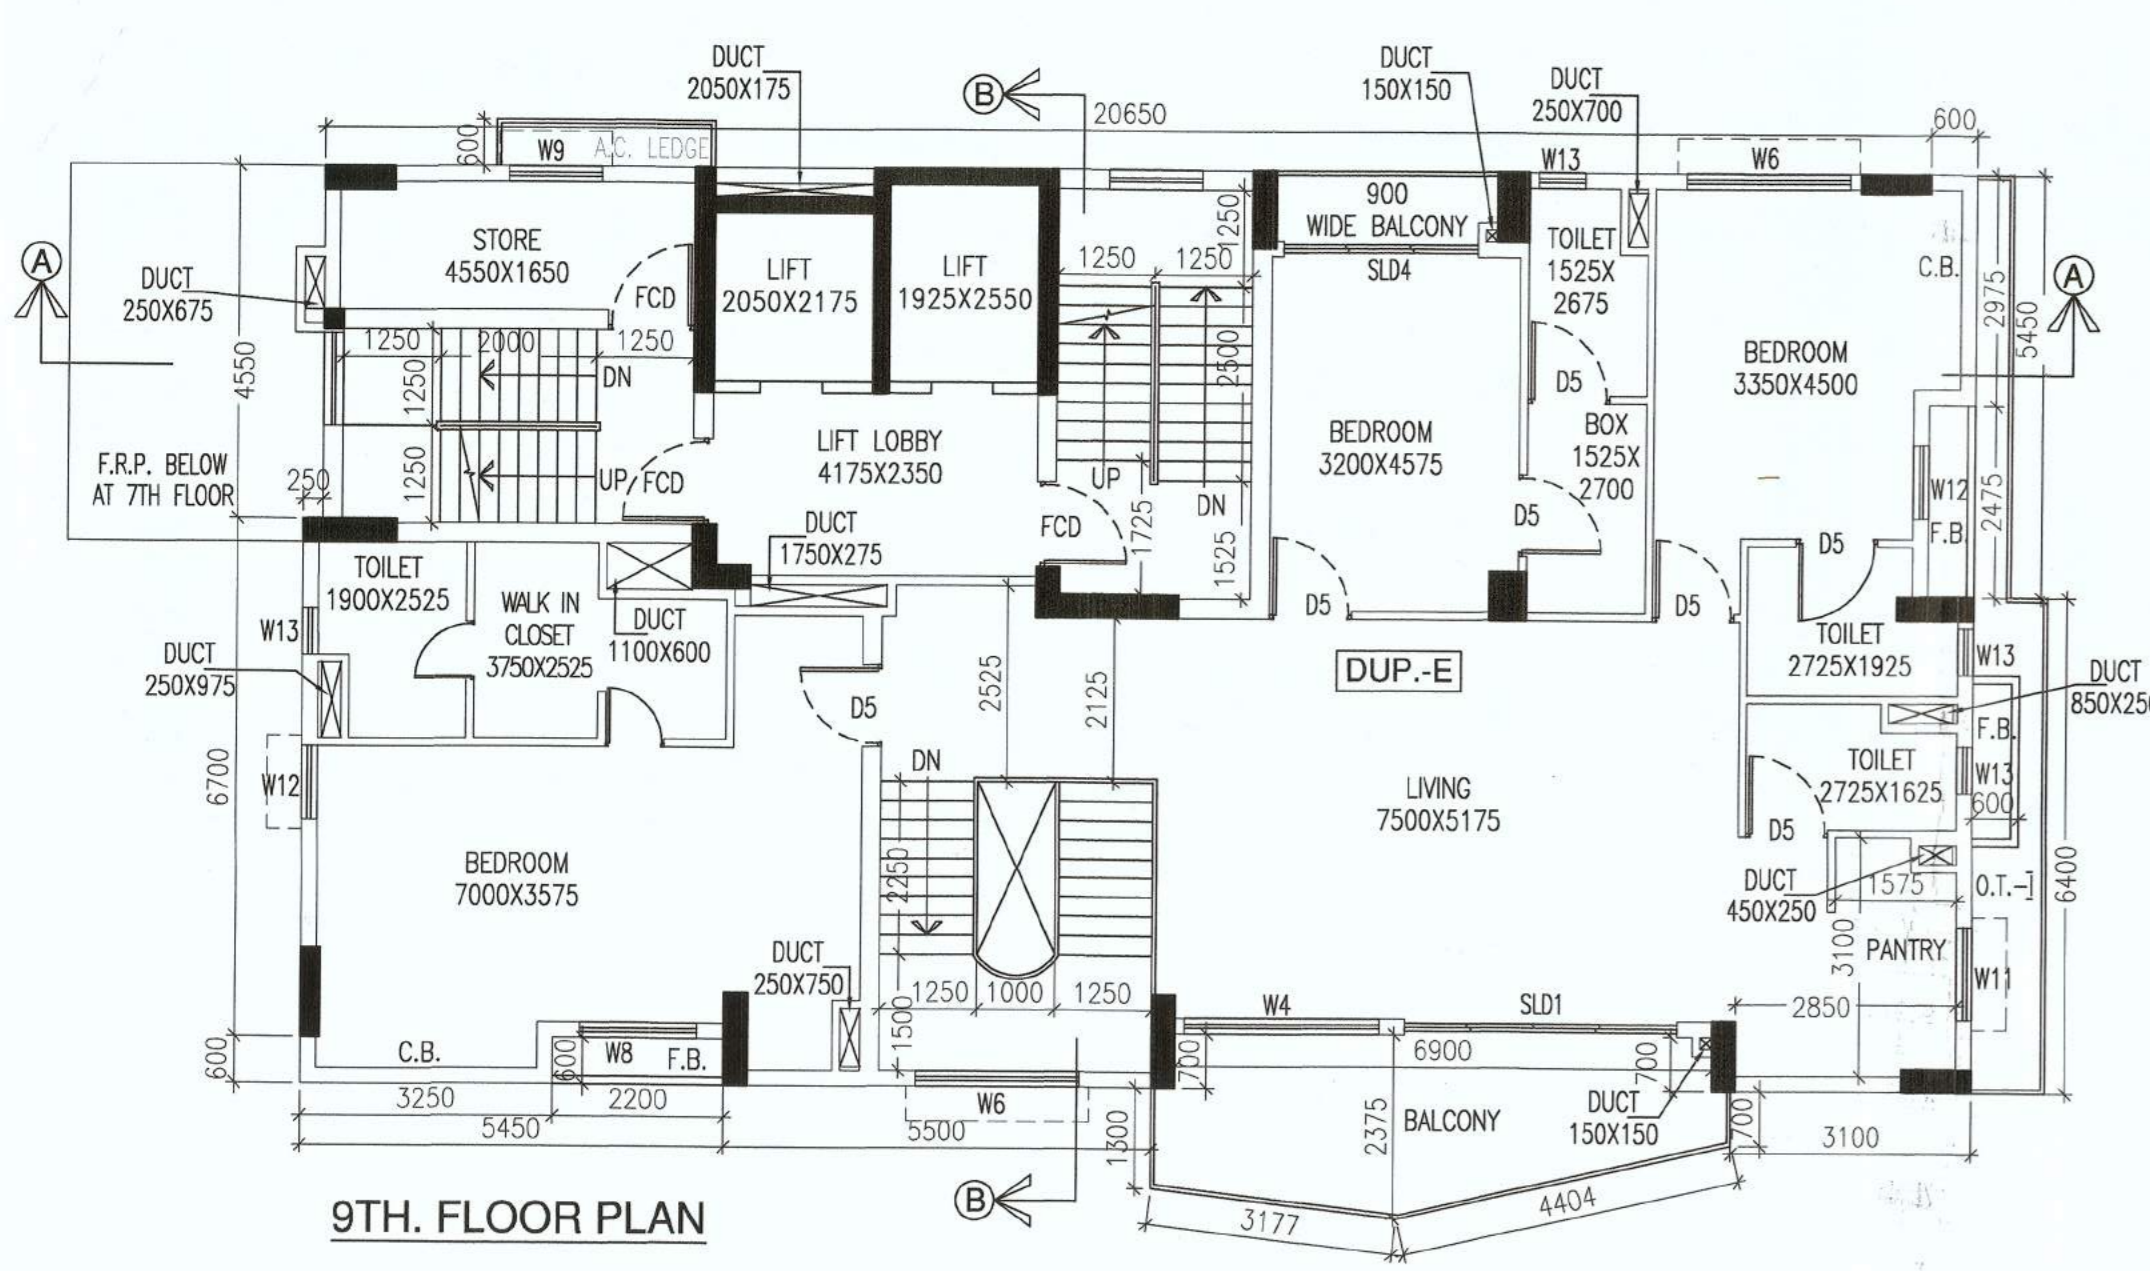 DUCT
2050X175
B
20650
DUCT
150X150
DUCT
250X700
600
600
W9
A.C. LEDGE
W13
W6
A
DUCT
250X675
STORE
4550X1650
FCD
LIFT
2050X2175
LIFT
1925X2550
1250
1250
1250
900
WIDE BALCONY
SLD4
TOILET
1525X
2675
C.B.
2975
5450
A
4550
1250
2000
1250
1250
DN
2500
D5
BEDROOM
3350X4500
F.R.P. BELOW
AT 7TH FLOOR
250
1250
UP
FCD
LIFT LOBBY
4175X2350
UP
DN
BEDROOM
3200X4575
BOX
1525X
2700
D5
W12
F.B.
2475
DUCT
1750X275
FCD
1725
1525
D5
D5
D5
TOILET
1900X2525
WALK IN
CLOSET
3750X2525
DUCT
1100X600
W13
DUCT
250X975
2525
2125
DUP.-E
TOILET
2725X1925
W13
DUCT
850X250
D5
F.B.
6700
W12
DN
LIVING
7500X5175
TOILET
2725X1625
W13
600
D5
BEDROOM
7000X3575
2250
DUCT
450X250
1575
O.T.-1
6400
3100
PANTRY
W11
DUCT
250X750
1250
1000
1250
1500
W4
SLD1
2850
600
C.B.
600
W8
F.B.
700
6900
700
3250
2200
W6
5450
5500
1300
2375
BALCONY
DUCT
150X150
700
3100
B
3177
4404
9TH. FLOOR PLAN